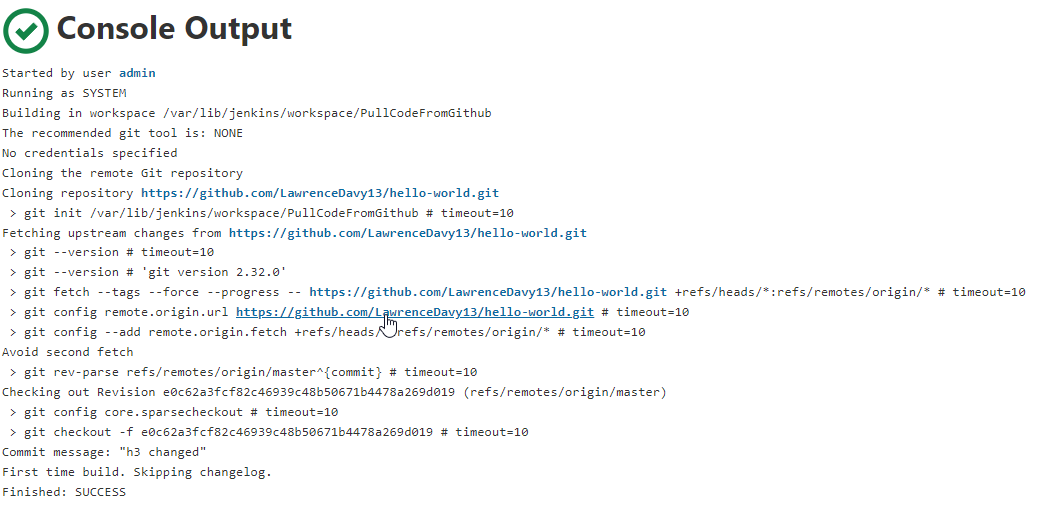 Console Output
Started by user admin
Running as SYSTEM
Building in workspace /var/lib/jenkins/workspace/PullCodeFromGithub
The recommended git tool is: NONE
No credentials specified
Cloning the remote Git repository
Cloning repository https://github.com/LawrenceDavy13/hello-world.git
> git init /var/lib/jenkins/workspace/PullCodeFromGithub # timeout=10
Fetching upstream changes from https://github.com/LawrenceDavy13/hello-world.git
> git --version # timeout=10
> git --version # 'git version 2.32.0'
> git fetch --tags --force --progress -- https://github.com/LawrenceDavy13/hello-world.git +refs/heads/*:refs/remotes/origin/* # timeout=10
> git config remote.origin.url https://github.com/LawrenceDavy13/hello-world.git # timeout=10
> git config --add remote.origin.fetch +refs/heads/*:refs/remotes/origin/* # timeout=10
Avoid second fetch
> git rev-parse refs/remotes/origin/master^{commit} # timeout=10
Checking out Revision e0c62a3fcf82c46939c48b50671b4478a269d019 (refs/remotes/origin/master)
> git config core.sparsecheckout # timeout=10
> git checkout -f e0c62a3fcf82c46939c48b50671b4478a269d019 # timeout=10
Commit message: "h3 changed"
First time build. Skipping changelog.
Finished: SUCCESS